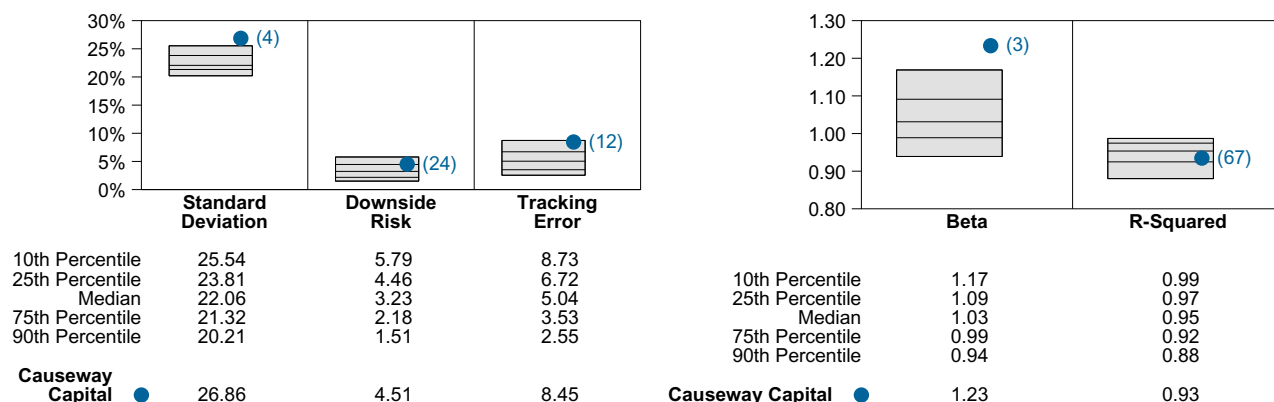 30%
25%
20%
15%
10%
5%
0%
(4)
(24)
(12)
Standard Deviation
Downside Risk
Tracking Error
10th Percentile 25.54 5.79 8.73
25th Percentile 23.81 4.46 6.72
Median 22.06 3.23 5.04
75th Percentile 21.32 2.18 3.53
90th Percentile 20.21 1.51 2.55
Causeway
Capital 26.86 4.51 8.45
1.30
1.20
1.10
1.00
0.90
0.80
(3)
(67)
Beta R-Squared
10th Percentile 1.17 0.99
25th Percentile 1.09 0.97
Median 1.03 0.95
75th Percentile 0.99 0.92
90th Percentile 0.94 0.88
Causeway Capital 1.23 0.93